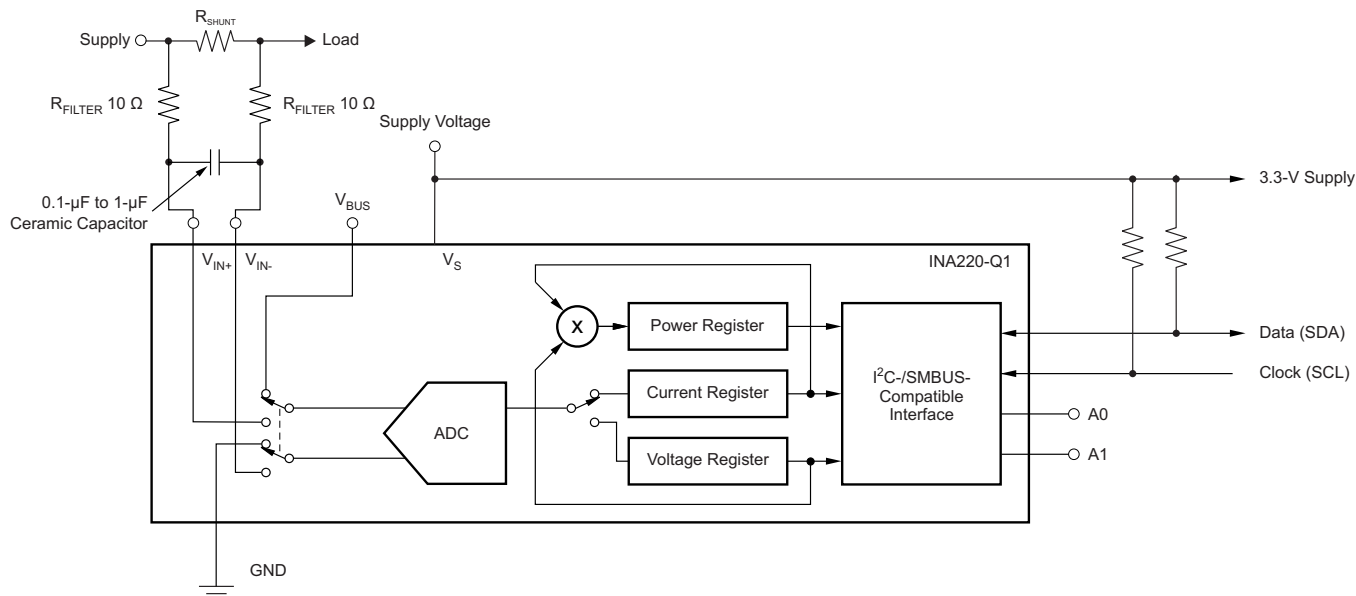 R_SHUNT
Supply
Load
R_FILTER 10 Ω
R_FILTER 10 Ω
Supply Voltage
0.1-µF to 1-µF
Ceramic Capacitor
V_BUS
3.3-V Supply
V_IN+
V_IN-
V_S
INA220-Q1
X
Power Register
Data (SDA)
Clock (SCL)
I²C-/SMBUS-
Compatible
Interface
Current Register
ADC
Voltage Register
A0
A1
GND